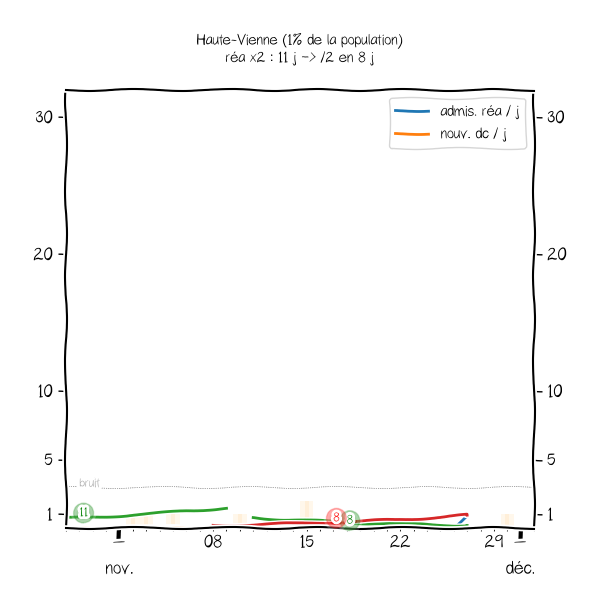 Haute-Vienne (1% de la population)
réa x2 : 11 j -> /2 en 8 j
admis. réa / j
nouv. dc / j
30
30
20
20
10
10
5
5
bruit
1
11
8
8
1
08
15
22
29
nov.
déc.